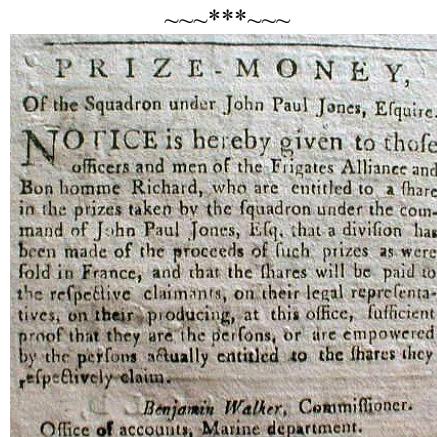 ~~~***~~~
PRIZE-MONEY,
Of the Squadron under John Paul Jones, Eſquire.
NOTICE is hereby given to thoſe
officers and men of the Frigates Alliance and
Bon homme Richard, who are entitled to a ſhare
in the prizes taken by the ſquadron under the com-
mand of John Paul Jones, Eſq. that a diviſion has
been made of the proceeds of ſuch prizes as were
ſold in France, and that the ſhares will be paid to
the reſpective claimants, on their legal repreſenta-
tives, on their producing, at this office, ſufficient
proof that they are the perſons, or are empowered
by the perſons actually entitled to the ſhares they
reſpectively claim.
Benjamin Walker, Commiſſioner.
Office of accounts, Marine department.